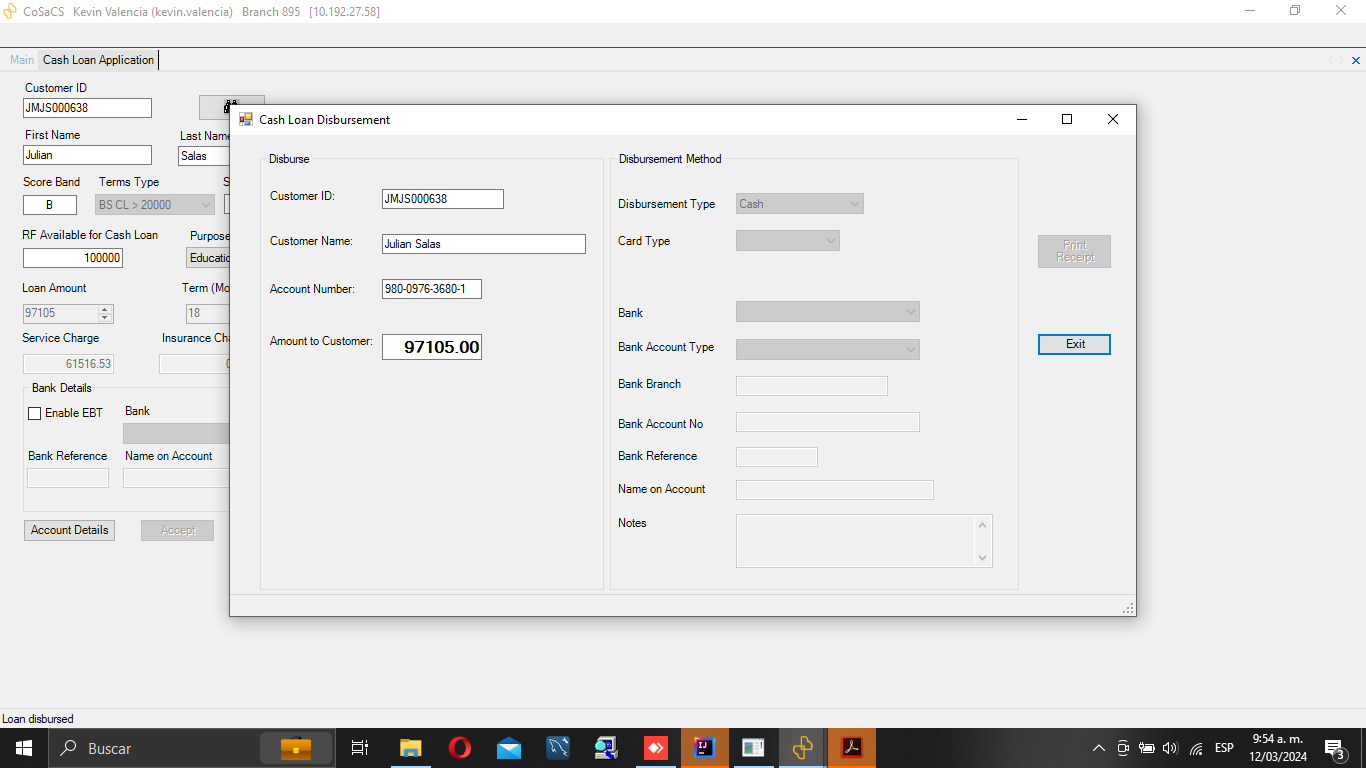 CoSaCS Kevin Valencia (kevin.valencia) Branch 895 [10.192.27.58]
Main Cash Loan Application
Customer ID
JMJS000638
First Name
Last Name
Julian
Salas
Score Band Terms Type S
B
BS CL > 20000
RF Available for Cash Loan
Purpose
100000
Educatio
Loan Amount
Term (Mo
97105
18
Service Charge
Insurance Cha
61516.53
Bank Details
Enable EBT
Bank
Bank Reference
Name on Account
Account Details
Accept
Cash Loan Disbursement
Disburse
Customer ID:
JMJS000638
Customer Name:
Julian Salas
Account Number:
980-0976-3680-1
Amount to Customer:
97105.00
Disbursement Method
Disbursement Type
Cash
Card Type
Bank
Bank Account Type
Bank Branch
Bank Account No
Bank Reference
Name on Account
Notes
Print
Receipt
Exit
Loan disbursed
Buscar
ESP
9:54 a. m.
12/03/2024
3